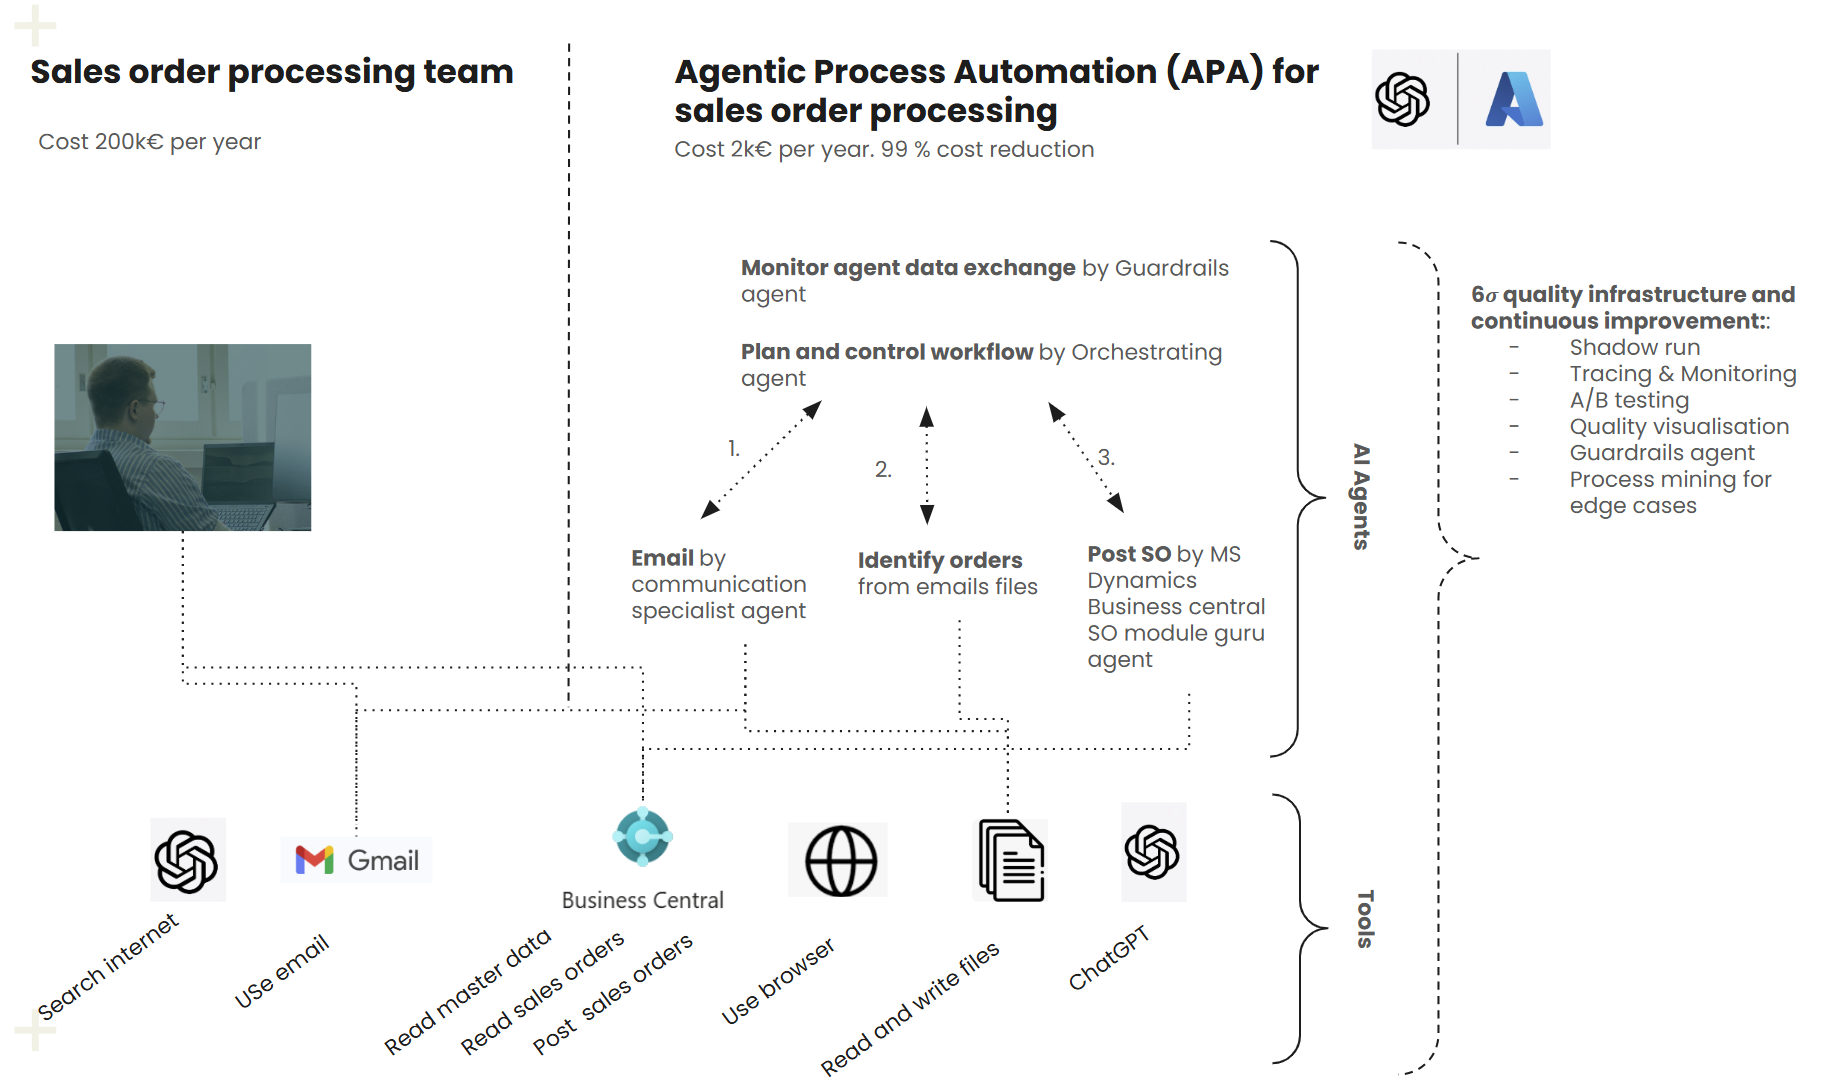 Sales order processing team
Cost 200k€ per year
Agentic Process Automation (APA) for
sales order processing
Cost 2k€ per year. 99 % cost reduction
Monitor agent data exchange by Guardrails
agent
Plan and control workflow by Orchestrating
agent
1.
2.
3.
Email by
communication
specialist agent
Identify orders
from emails files
Post SO by MS
Dynamics
Business central
SO module guru
agent
AI Agents
6σ quality infrastructure and
continuous improvement::
- Shadow run
- Tracing & Monitoring
- A/B testing
- Quality visualisation
- Guardrails agent
- Process mining for
edge cases
Gmail
Business Central
Search internet
USe email
Read master data
Read sales orders
Post sales orders
Use browser
Read and write files
ChatGPT
Tools